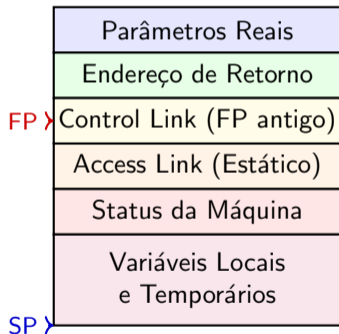 Parâmetros Reais
Endereço de Retorno
FP Control Link (FP antigo)
Access Link (Estático)
Status da Máquina
Variáveis Locais
e Temporários
SP